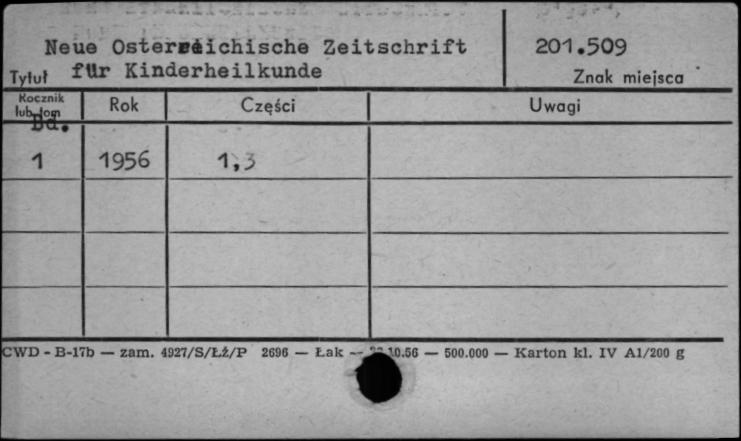 Neue Osterreichische Zeitschrift 201.509
Tytuł für Kinderheilkunde Znak miejsca
Rocznik lub tom Rok Części Uwagi
Bd.
1 1956 1,3
CWD - B-17b — zam. 4927/S/ŁŻ/P 2696 — Łak — 10.56 — 500.000 — Karton kl. IV A1/200 g